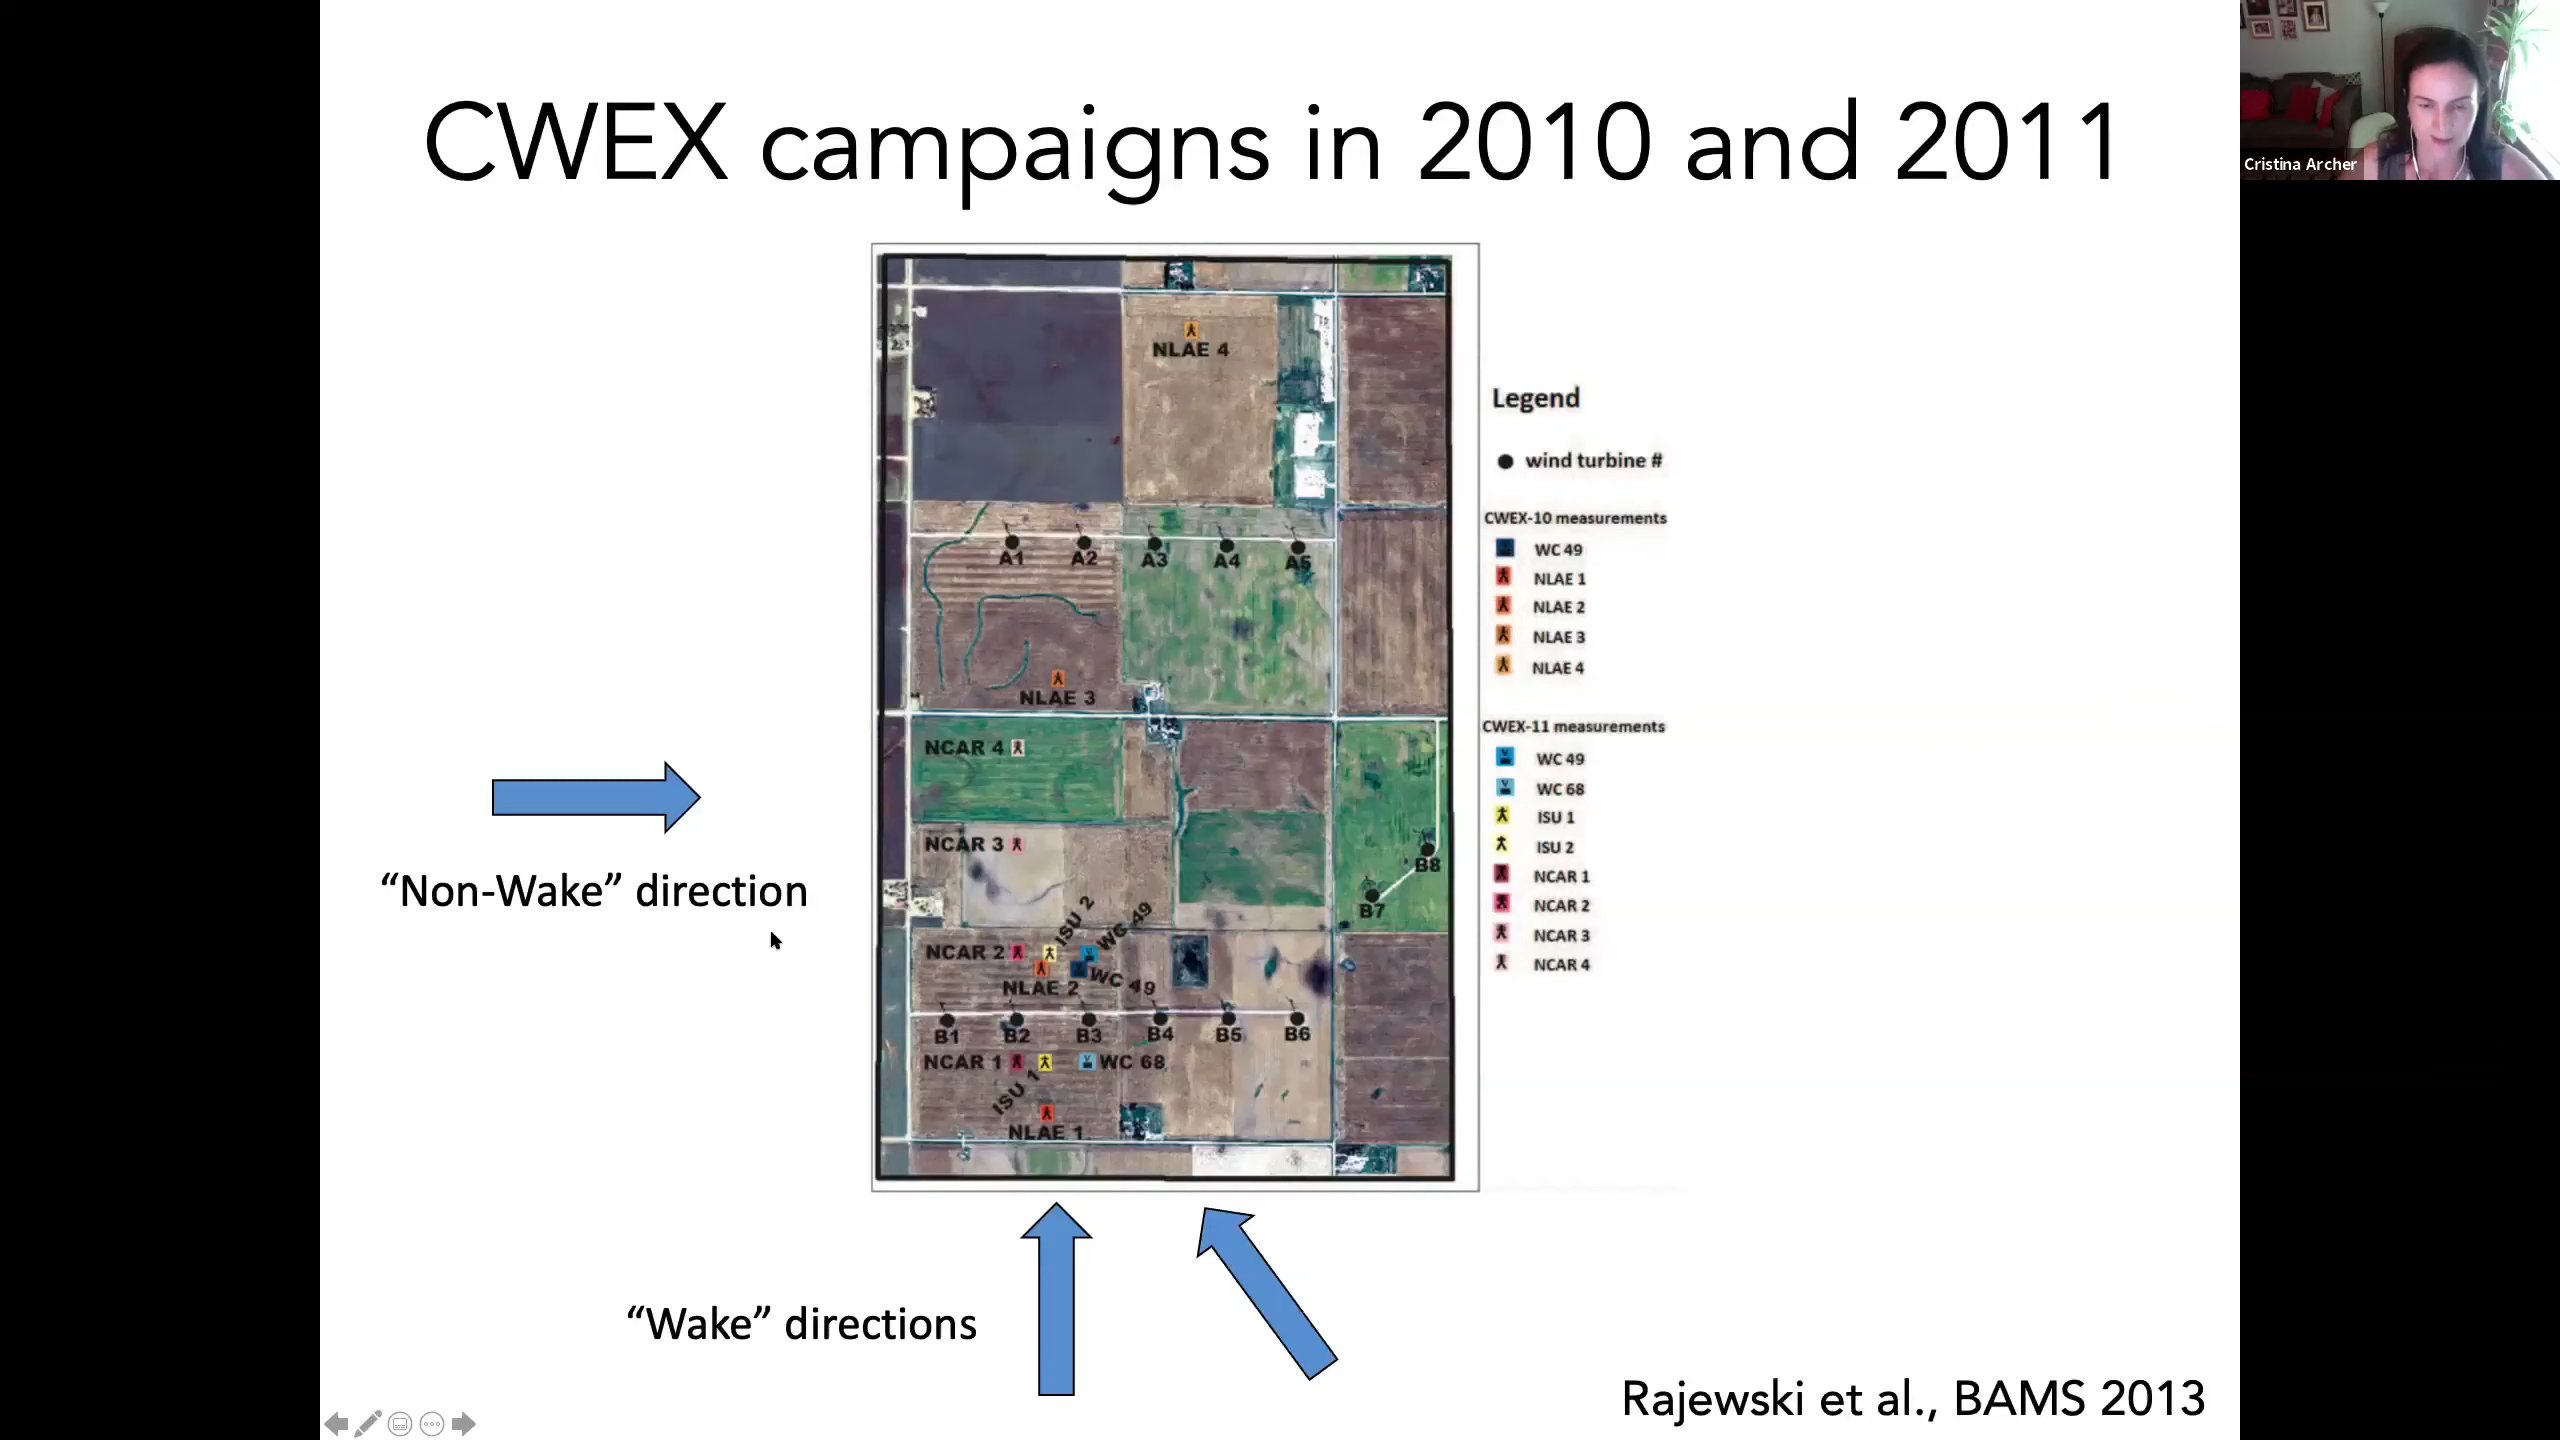 CWEX campaigns in 2010 and 2011
Cristina Archer
NLAE 4
A1 A2 A3 A4 A5
NLAE 3
NCAR 4
NCAR 3
B8
B7
ISU 2
WC 49
NCAR 2
NLAE 2
WC 49
B1 B2 B3 B4 B5 B6
NCAR 1
WC 68
ISU 1
NLAE 1
Legend
wind turbine #
CWEX-10 measurements
WC 49
NLAE 1
NLAE 2
NLAE 3
NLAE 4
CWEX-11 measurements
WC 49
WC 68
ISU 1
ISU 2
NCAR 1
NCAR 2
NCAR 3
NCAR 4
“Non-Wake” direction
“Wake” directions
Rajewski et al., BAMS 2013